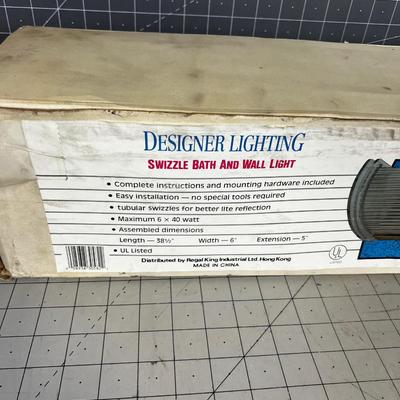 DESIGNER LIGHTING
SWIZZLE BATH AND WALL LIGHT
• Complete instructions and mounting hardware included
• Easy installation — no special tools required
• tubular swizzles for better lite reflection
• Maximum 6 × 40 watt
• Assembled dimensions
Length — 38½" Width — 6" Extension — 5"
• UL Listed
Distributed by Regal King Industrial Ltd. Hong Kong
MADE IN CHINA
UL